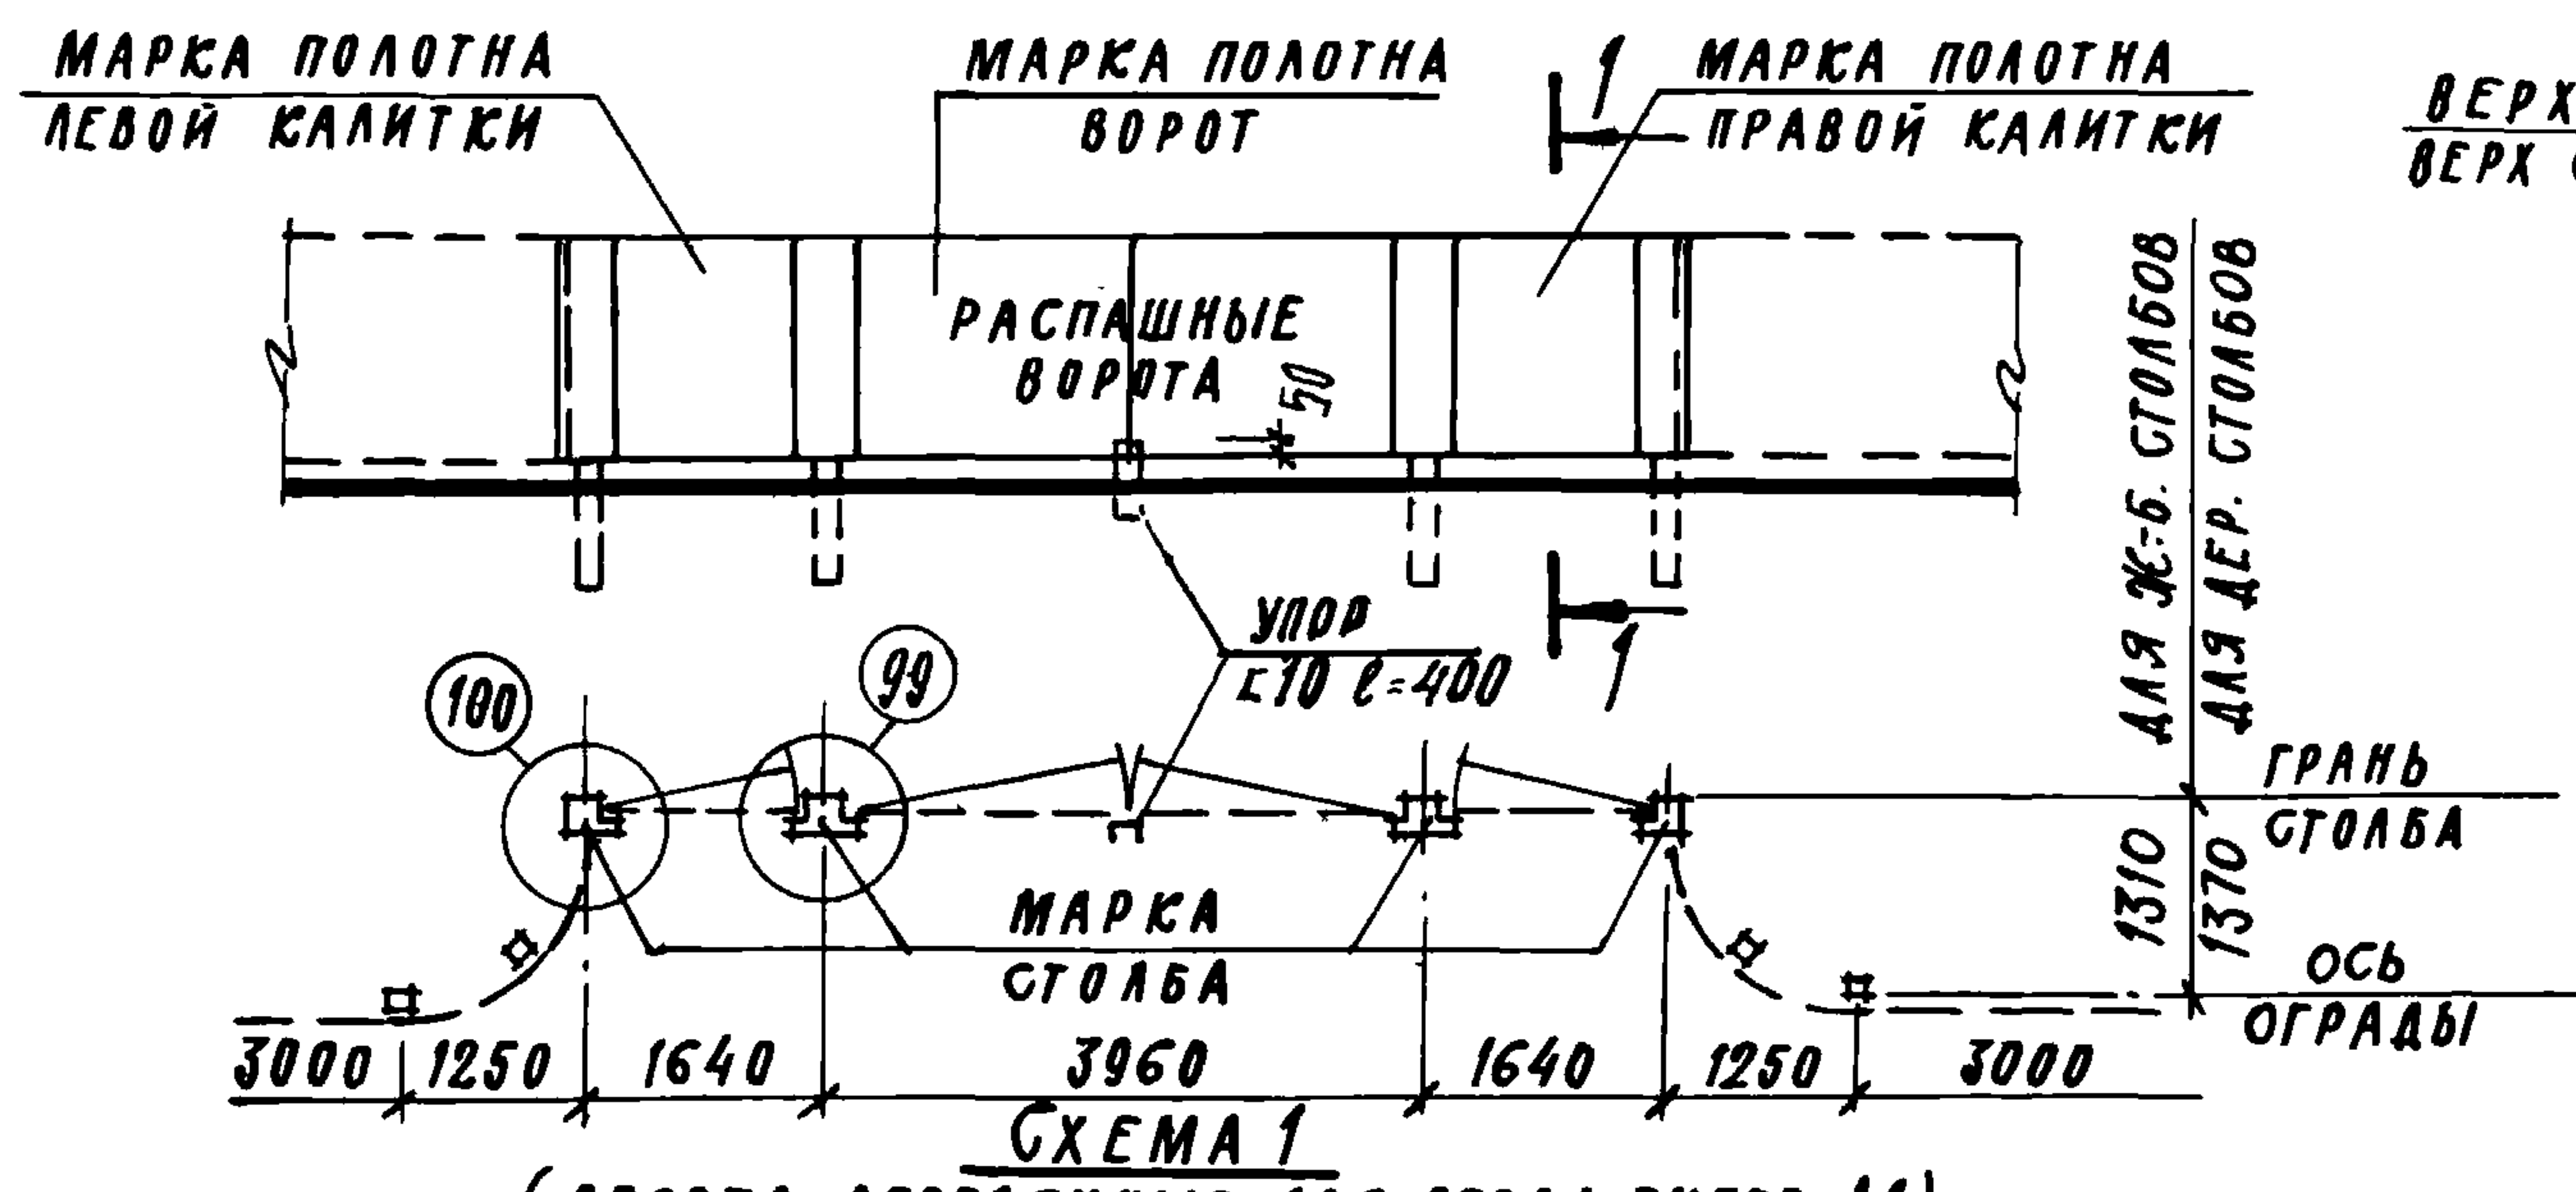 МАРКА ПОЛОТНА
ЛЕВОЙ КАЛИТКИ
МАРКА ПОЛОТНА
ВОРОТ
1
МАРКА ПОЛОТНА
ПРАВОЙ КАЛИТКИ
ВЕРХ
ВЕРХ
РАСПАШНЫЕ
ВОРОТА
50
ДЛЯ Ж=Б. СТОЛБОВ
ДЛЯ ДЕР. СТОЛБОВ
УПОР
[10 ℓ=400
1
100
99
ГРАНЬ
СТОЛБА
1310
1370
МАРКА
СТОЛБА
ОСЬ
ОГРАДЫ
3000 1250 1640 3960 1640 1250 3000
СХЕМА 1